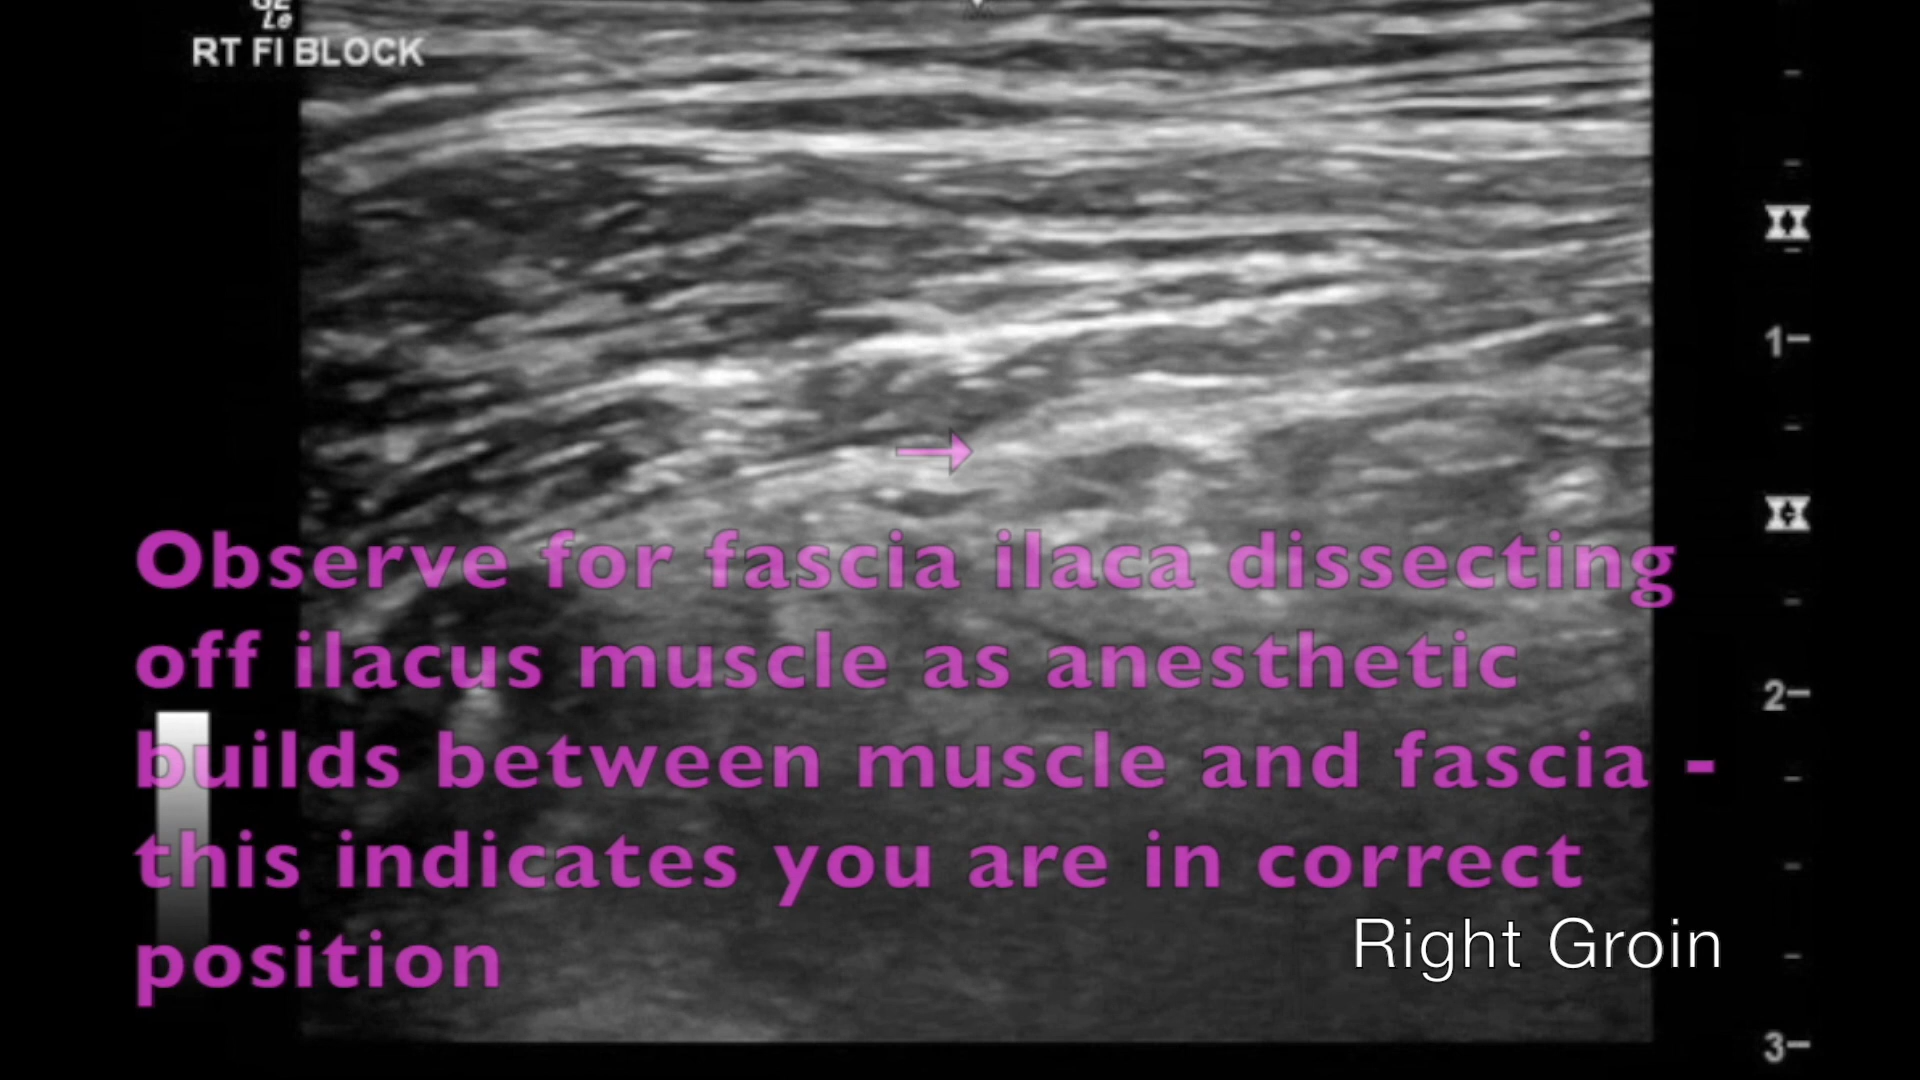 Le
RT FI BLOCK
1
Observe for fascia ilaca dissecting
off ilacus muscle as anesthetic
builds between muscle and fascia -
this indicates you are in correct
position
2
Right Groin
3